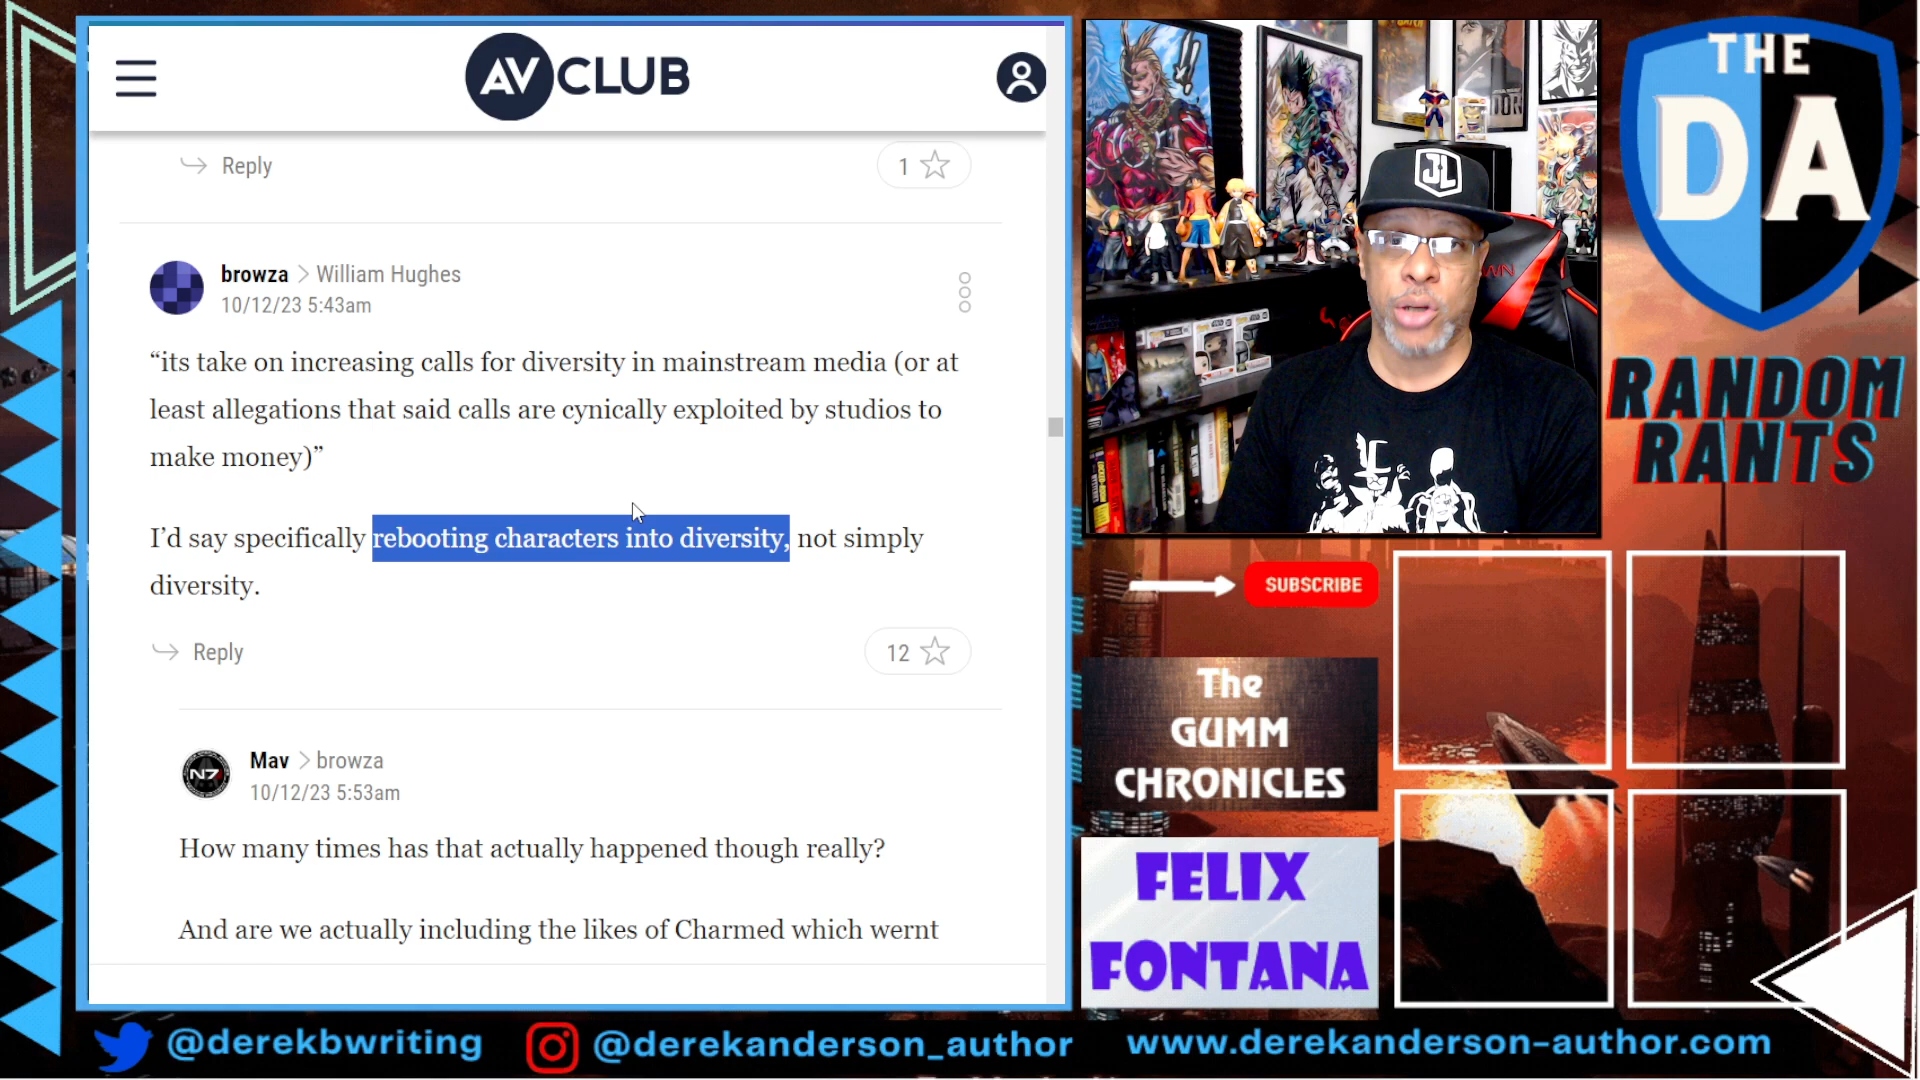 AV CLUB
Reply
1
browza > William Hughes
10/12/23 5:43am
“its take on increasing calls for diversity in mainstream media (or at
least allegations that said calls are cynically exploited by studios to
make money)”
I’d say specifically rebooting characters into diversity, not simply
diversity.
Reply
12
N7
Mav > browza
10/12/23 5:53am
How many times has that actually happened though really?
And are we actually including the likes of Charmed which wernt
JL
THE
DA
RANDOM
RANTS
SUBSCRIBE
The
GUMM
CHRONICLES
FELIX
FONTANA
@derekbwriting
@derekanderson_author
www.derekanderson-author.com